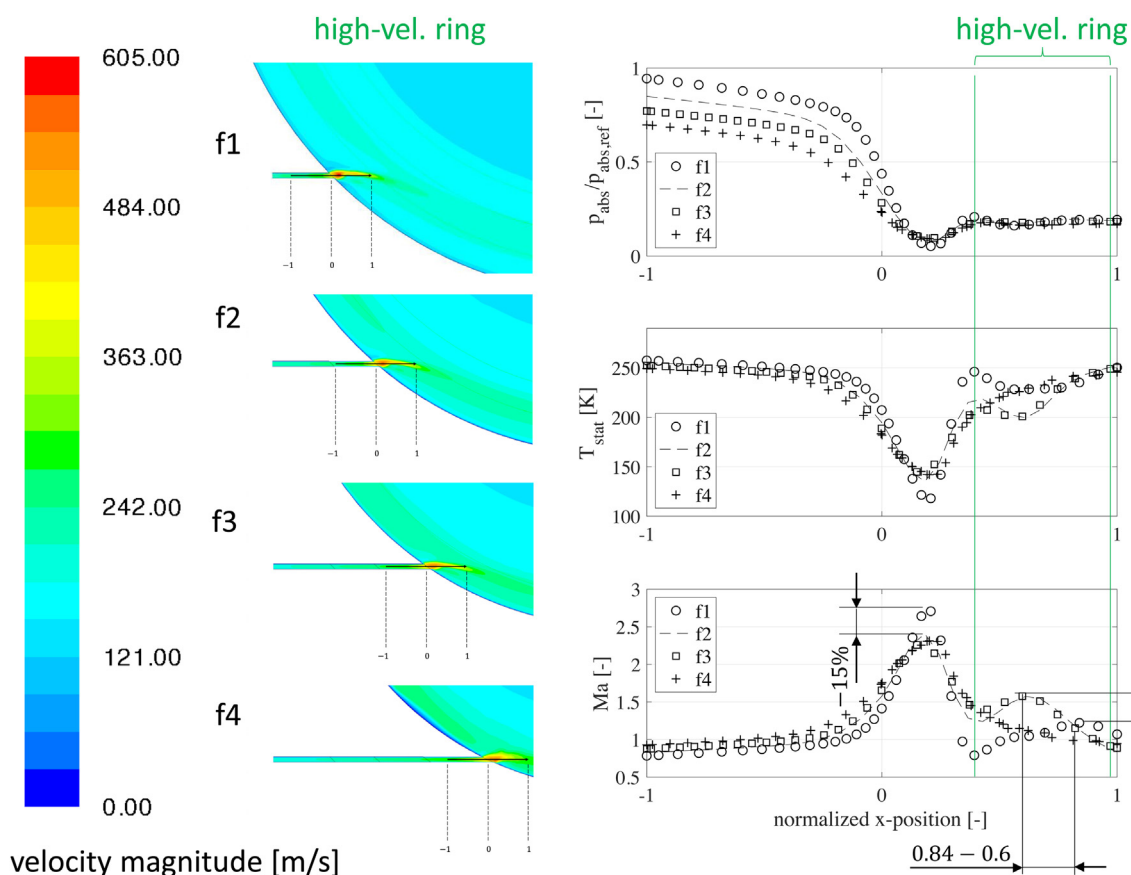 high-vel. ring
605.00
484.00
363.00
242.00
121.00
0.00
velocity magnitude [m/s]
f1
−1 0 1
f2
−1 0 1
f3
−1 0 1
f4
−1 0 1
high-vel. ring
p_abs/p_abs,ref [-]
1
0.5
0
-1 0 1
f1
f2
f3
f4
T_stat [K]
250
200
150
100
-1 0 1
f1
f2
f3
f4
Ma [-]
3
2.5
2
1.5
1
0.5
-1 0 1
f1
f2
f3
f4
−15%
normalized x-position [-]
0.84 − 0.6